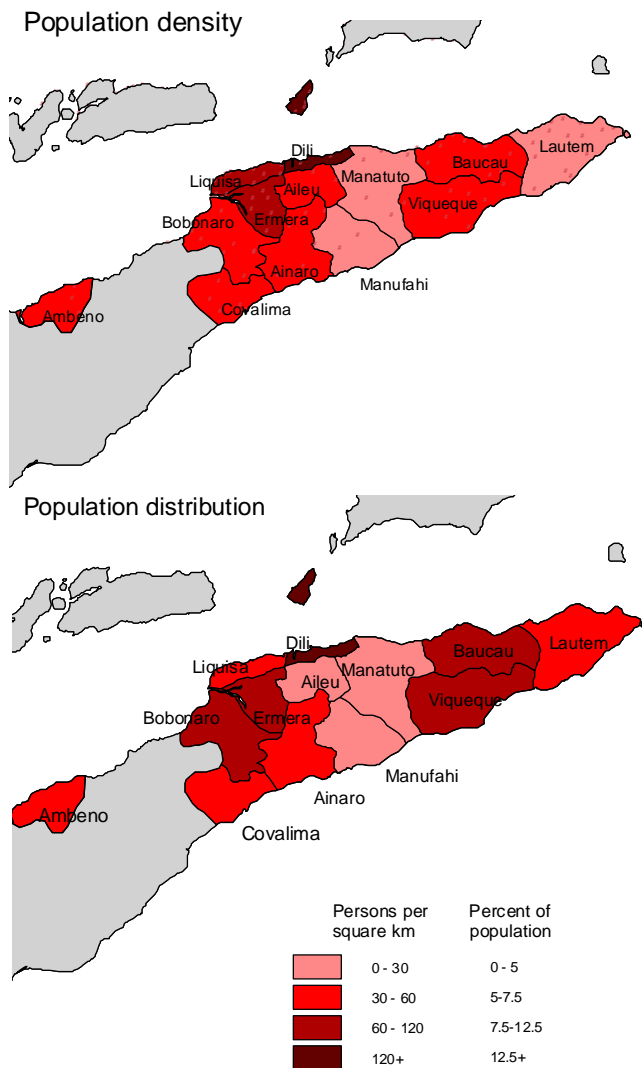 Population density
Dili
Lautem
Baucau
Manatuto
Liquisa
Aileu
Viqueque
Bobonaro
Ermera
Ainaro
Manufahi
Covalima
Ambeno
Population distribution
Dili
Lautem
Baucau
Liquisa
Manatuto
Aileu
Viqueque
Bobonaro
Ermera
Manufahi
Ainaro
Ambeno
Covalima
Persons per Percent of
square km population
0 - 30 0 - 5
30 - 60 5-7.5
60 - 120 7.5-12.5
120+ 12.5+